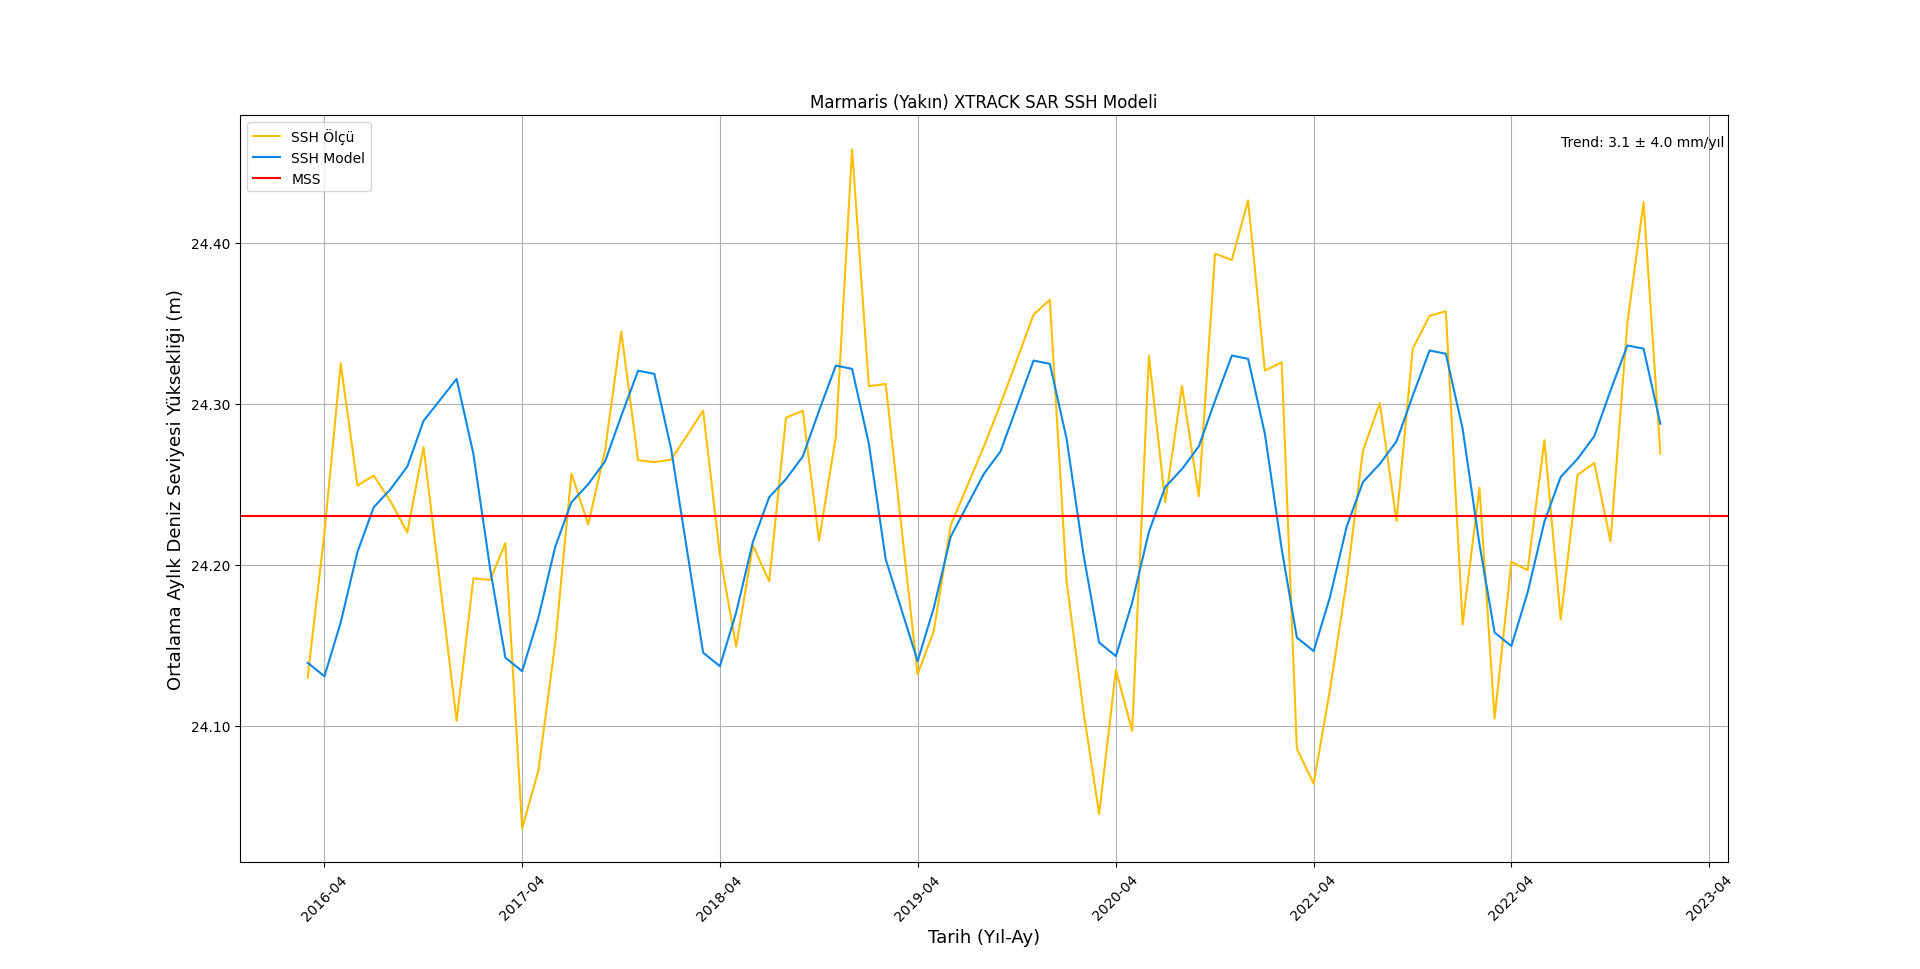 Marmaris (Yakın) XTRACK SAR SSH Modeli
SSH Ölçü
SSH Model
MSS
Trend: 3.1 ± 4.0 mm/yıl
Ortalama Aylık Deniz Seviyesi Yüksekliği (m)
24.40
24.30
24.20
24.10
2016-04
2017-04
2018-04
2019-04
2020-04
2021-04
2022-04
2023-04
Tarih (Yıl-Ay)